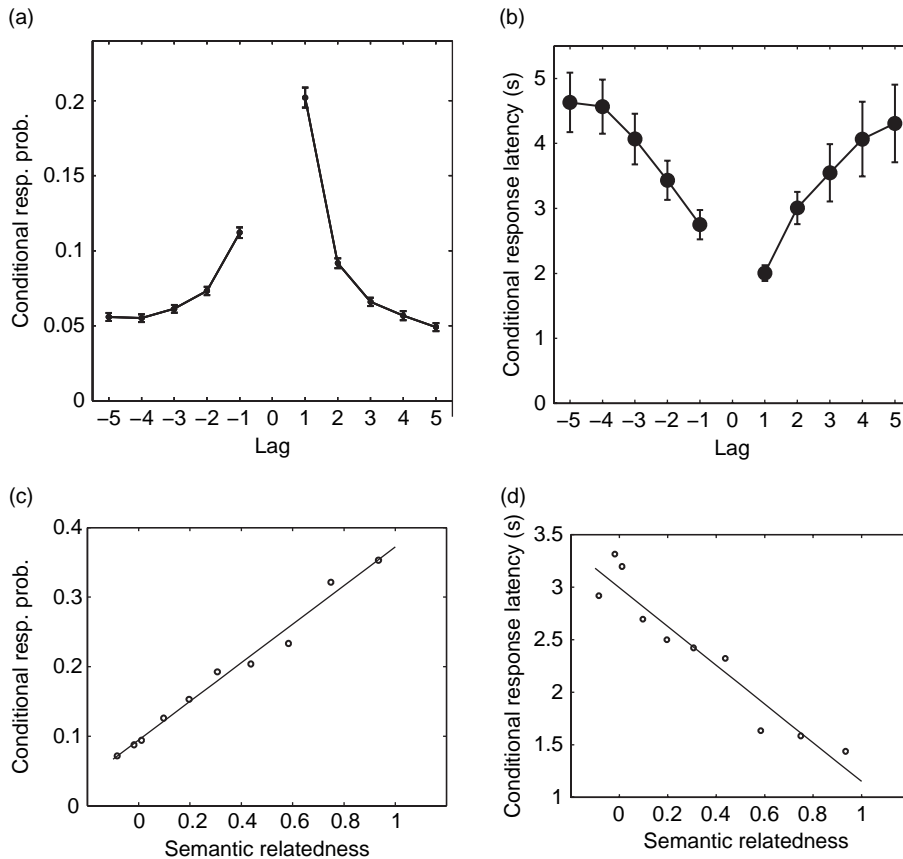 (a)
Conditional resp. prob.
0.2
0.15
0.1
0.05
0
−5 −4 −3 −2 −1 0 1 2 3 4 5
Lag
(b)
Conditional response latency (s)
5
4
3
2
1
0
−5 −4 −3 −2 −1 0 1 2 3 4 5
Lag
(c)
Conditional resp. prob.
0.4
0.3
0.2
0.1
0
0 0.2 0.4 0.6 0.8 1
Semantic relatedness
(d)
Conditional response latency (s)
3.5
3
2.5
2
1.5
1
0 0.2 0.4 0.6 0.8 1
Semantic relatedness